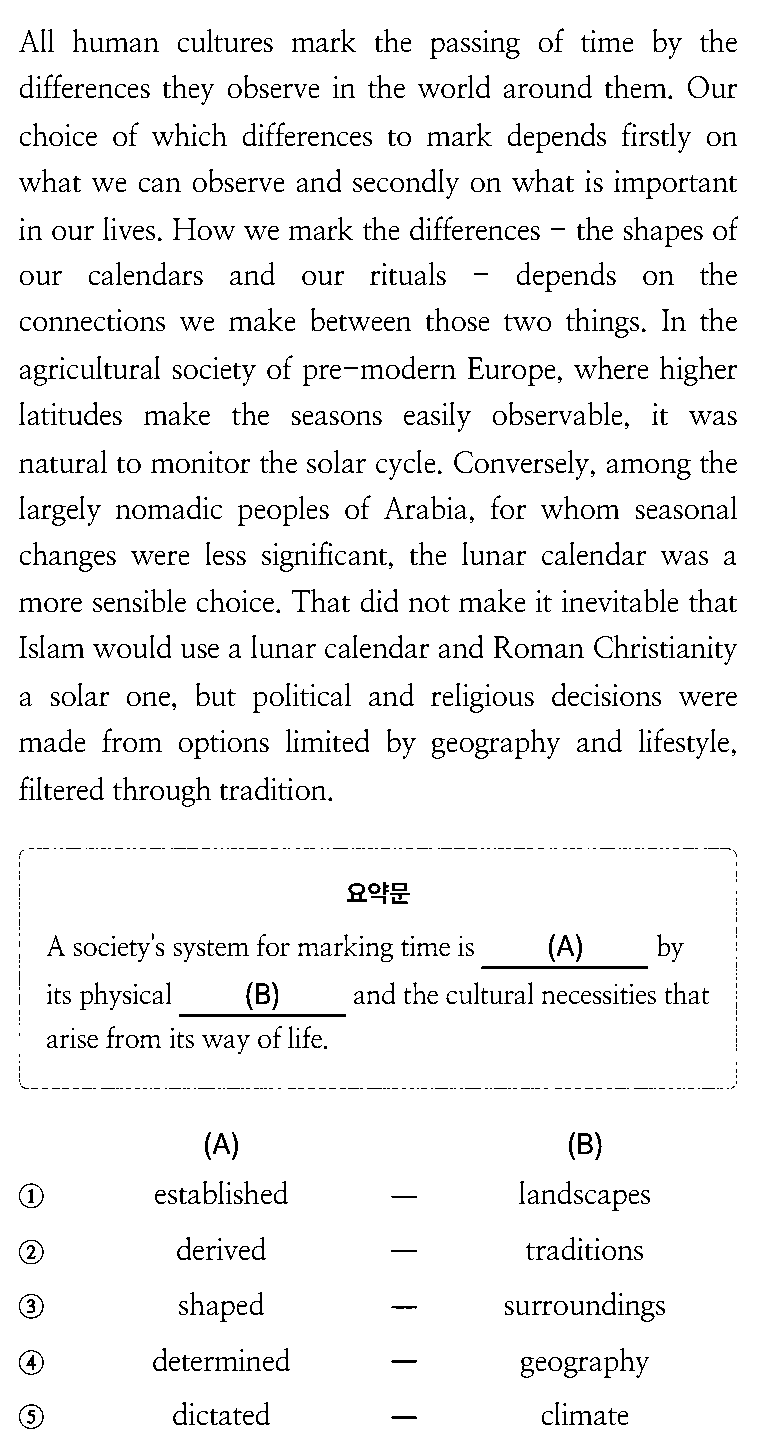 All human cultures mark the passing of time by the
differences they observe in the world around them. Our
choice of which differences to mark depends firstly on
what we can observe and secondly on what is important
in our lives. How we mark the differences - the shapes of
our calendars and our rituals - depends on the
connections we make between those two things. In the
agricultural society of pre-modern Europe, where higher
latitudes make the seasons easily observable, it was
natural to monitor the solar cycle. Conversely, among the
largely nomadic peoples of Arabia, for whom seasonal
changes were less significant, the lunar calendar was a
more sensible choice. That did not make it inevitable that
Islam would use a lunar calendar and Roman Christianity
a solar one, but political and religious decisions were
made from options limited by geography and lifestyle,
filtered through tradition.
요약문
A society's system for marking time is (A) by
its physical (B) and the cultural necessities that
arise from its way of life.
(A) (B)
① established — landscapes
② derived — traditions
③ shaped — surroundings
④ determined — geography
⑤ dictated — climate